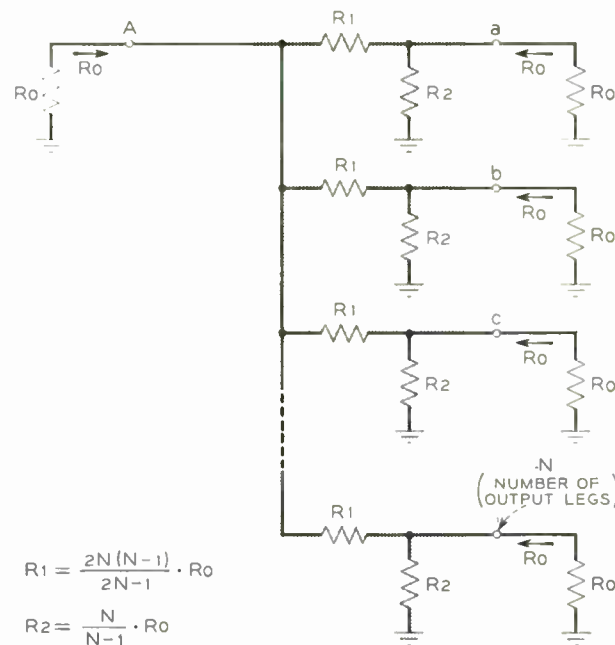 A
R1
a
Ro
Ro
Ro
Ro
R2
R1
b
Ro
Ro
R2
R1
c
Ro
Ro
R2
N
(NUMBER OF
OUTPUT LEGS)
R1
Ro
Ro
R2
R1 = 2N(N-1) / 2N-1 · Ro
R2 = N / N-1 · Ro